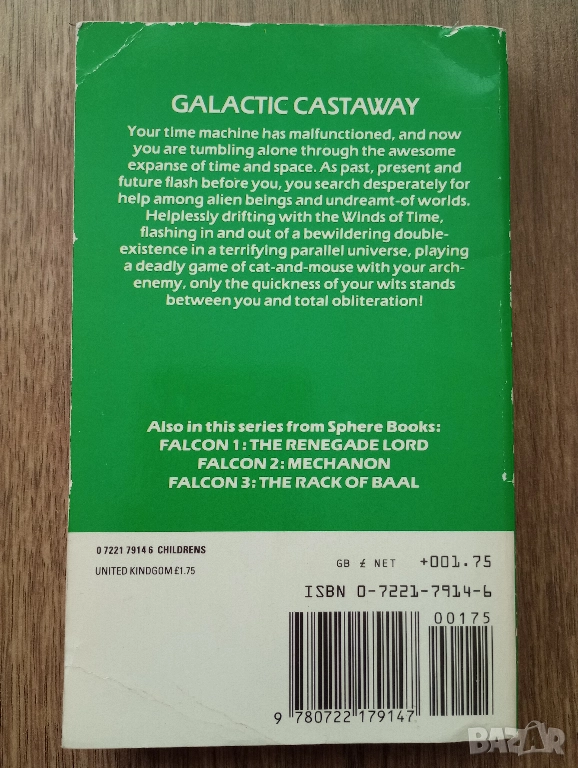 GALACTIC CASTAWAY
Your time machine has malfunctioned, and now
you are tumbling alone through the awesome
expanse of time and space. As past, present and
future flash before you, you search desperately for
help among alien beings and undreamt-of worlds.
Helplessly drifting with the Winds of Time,
flashing in and out of a bewildering double-
existence in a terrifying parallel universe, playing
a deadly game of cat-and-mouse with your arch-
enemy, only the quickness of your wits stands
between you and total obliteration!
Also in this series from Sphere Books:
FALCON 1: THE RENEGADE LORD
FALCON 2: MECHANON
FALCON 3: THE RACK OF BAAL
0 7221 7914 6 CHILDRENS
UNITED KINDGOM £1.75
GB £ NET +001.75
ISBN 0-7221-7914-6
00175
9 780722 179147
BAZAR